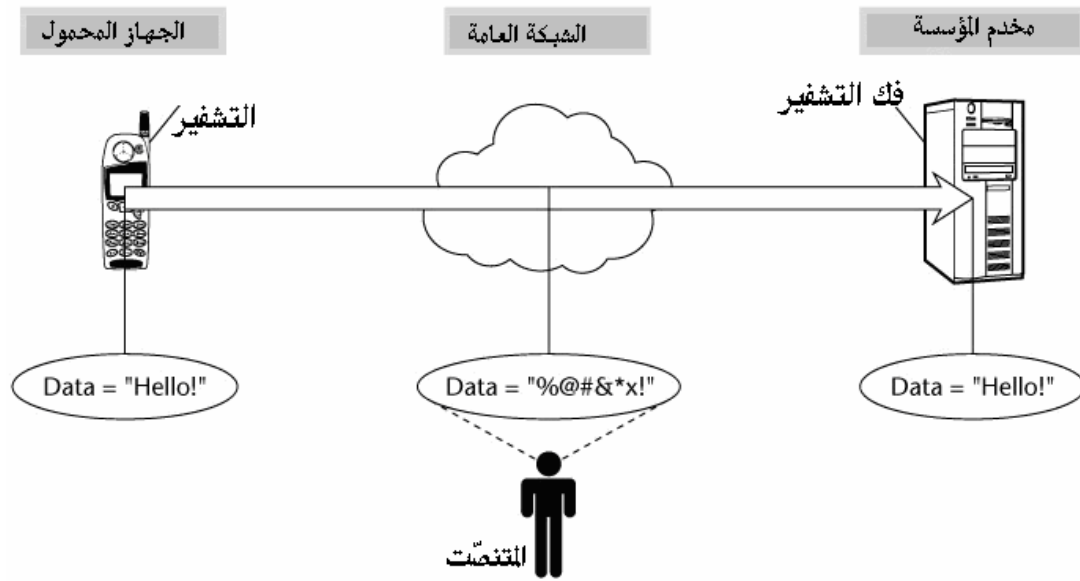 الجهاز المحمول
الشبكة العامة
مخدم المؤسسة
التشفير
فك التشفير
Data = "Hello!"
Data = "%@#&*x!"
Data = "Hello!"
المتنصّت